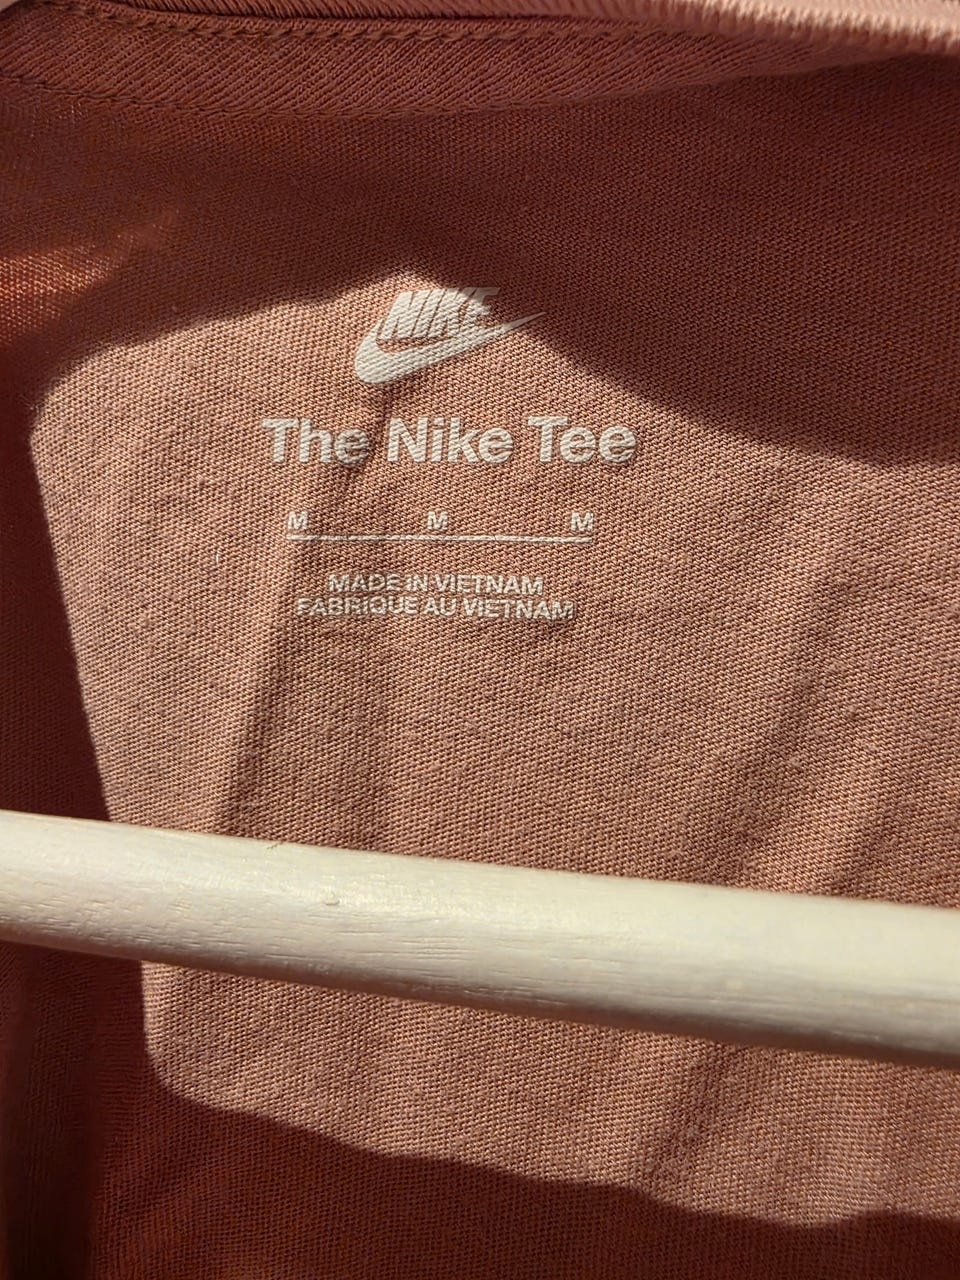 NIKE
The Nike Tee
M M M
MADE IN VIETNAM
FABRIQUE AU VIETNAM